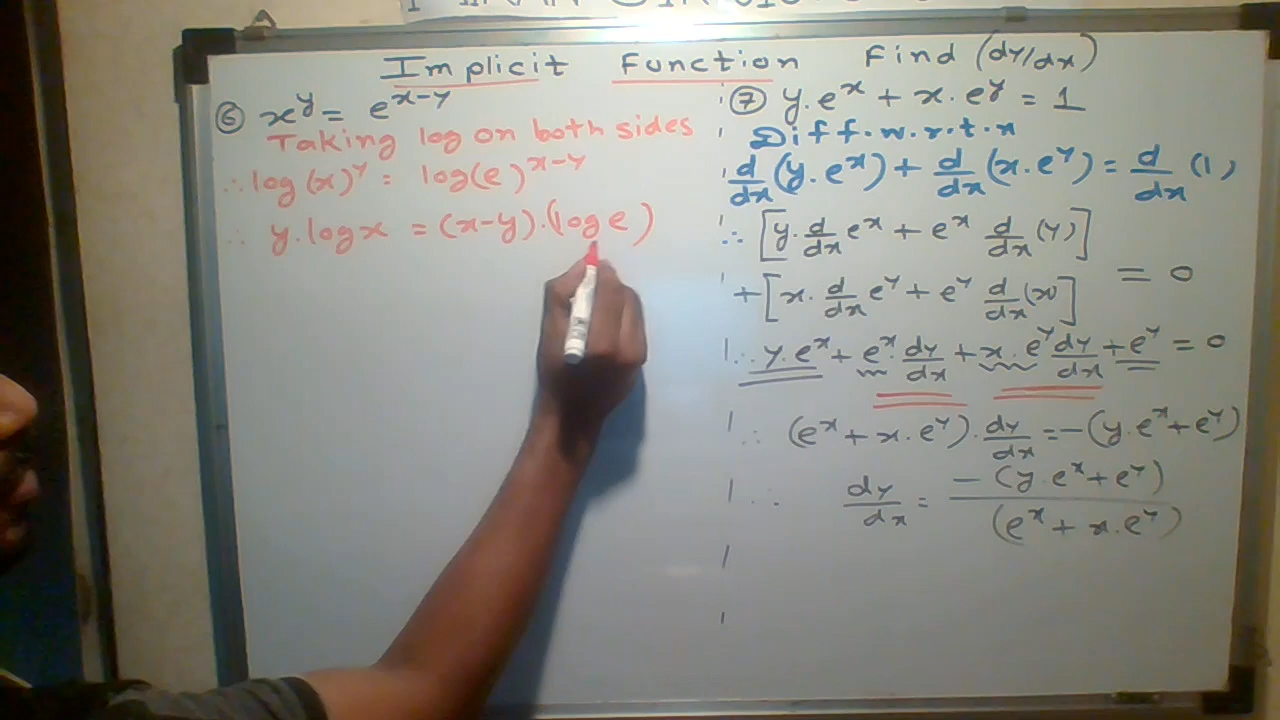 Implicit Function Find (dy/dx)
⑥ x^y = e^(x-y)
Taking log on both sides
∴ log(x)^y = log(e)^(x-y)
∴ y.logx = (x-y).(log e)
⑦ y.e^x + x.e^y = 1
Diff.w.r.t.x
d/dx (y.e^x) + d/dx (x.e^y) = d/dx (1)
∴ [y. d/dx e^x + e^x d/dx (y)]
+ [x. d/dx e^y + e^y d/dx (x)] = 0
∴ y.e^x + e^x. dy/dx + x.e^y dy/dx + e^y = 0
∴ (e^x + x.e^y). dy/dx = -(y.e^x + e^y)
∴ dy/dx = -(y.e^x + e^y) / (e^x + x.e^y)